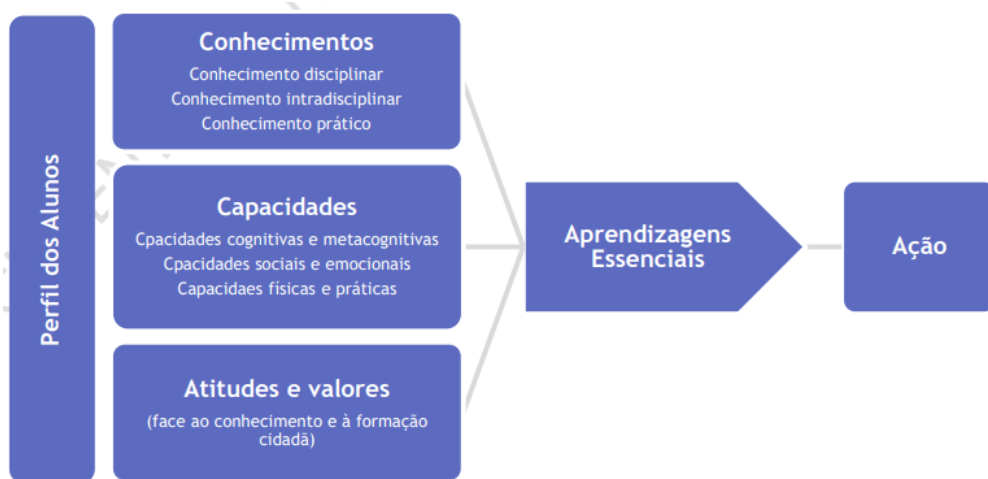 Perfil dos Alunos
Conhecimentos
Conhecimento disciplinar
Conhecimento intradisciplinar
Conhecimento prático
Capacidades
Cpacidades cognitivas e metacognitivas
Cpacidades sociais e emocionais
Capacidaes físicas e práticas
Atitudes e valores
(face ao conhecimento e à formação
cidadã)
Aprendizagens
Essenciais
Ação